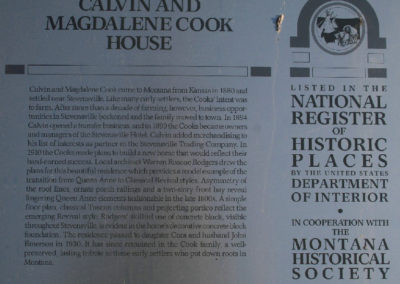 CALVIN AND
MAGDALENE COOK
HOUSE
Calvin and Magdalene Cook came to Montana from Kansas in 1880 and
settled near Stevensville. Like many early settlers, the Cooks' intent was
to farm. After more than a decade of farming, however, business oppor-
tunities in Stevensville beckoned and the family moved to town. In 1894
Calvin opened a transfer business, and in 1899 the Cooks became owners
and managers of the Stevensville Hotel. Calvin added merchandising to
his list of interests as partner in the Stevensville Trading Company. In
1910 the Cooks made plans to build a new home that would reflect their
hard-earned success. Local architect Warren Roscoe Rodgers drew the
plans for this beautiful residence which provides a model example of the
transition from Queen Anne to Classical Revival styles. Asymmetry of
the roof lines, ornate porch railings and a two-story front bay reveal
lingering Queen Anne elements fashionable in the late 1800s. A simple
floor plan, classical Tuscan columns and projecting portico reflect the
emerging Revival style. Rodgers' skillful use of concrete block, visible
throughout Stevensville, is evident in the home's decorative concrete block
foundation. The residence passed to daughter Cora and husband John
Emerson in 1930. It has since remained in the Cook family, a well-
preserved, lasting tribute to these early settlers who put down roots in
Montana.
LISTED IN THE
NATIONAL
REGISTER
OF
HISTORIC
PLACES
BY THE UNITED STATES
DEPARTMENT
OF INTERIOR
IN COOPERATION WITH
THE
MONTANA
HISTORICAL
SOCIETY